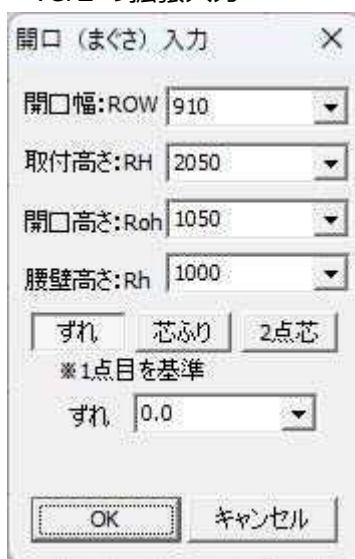 開口（まぐさ）入力
開口幅:ROW 910
取付高さ:RH 2050
開口高さ:Roh 1050
腰壁高さ:Rh 1000
ずれ 芯ふり 2点芯
※1点目を基準
ずれ 0.0
OK キャンセル